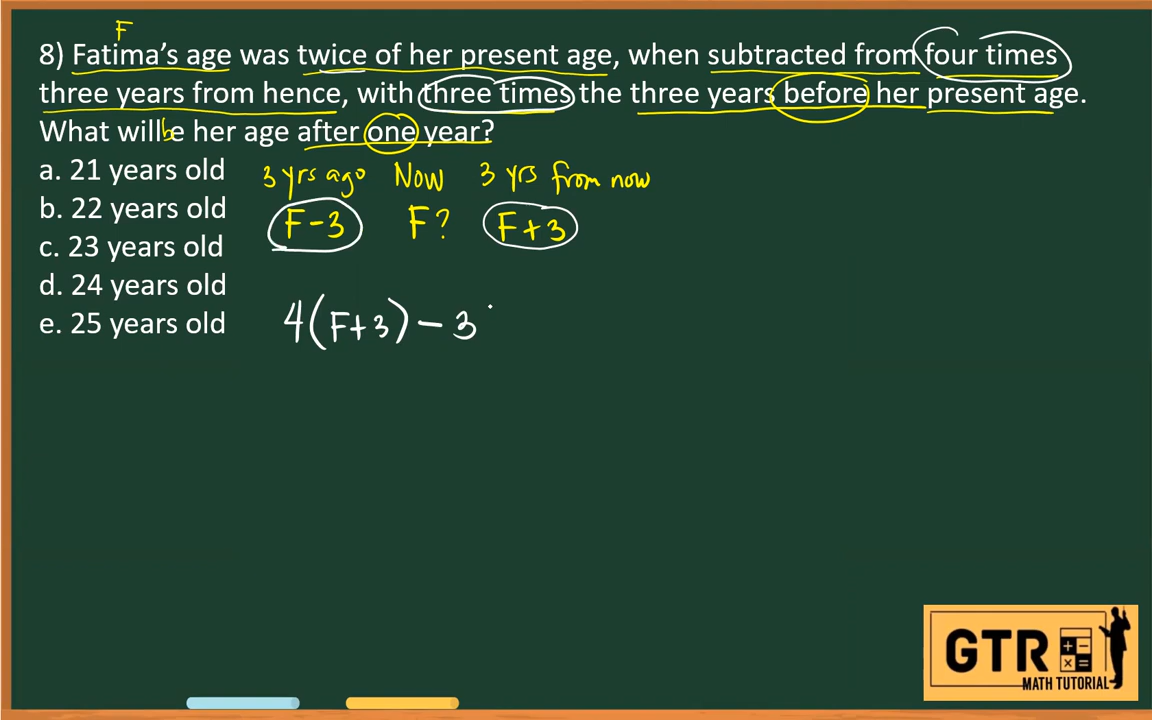 F
8) Fatima’s age was twice of her present age, when subtracted from four times
three years from hence, with three times the three years before her present age.
What will be her age after one year?
a. 21 years old
3 yrs ago Now 3 yrs from now
b. 22 years old
F-3 F? F+3
c. 23 years old
d. 24 years old
e. 25 years old
4(F+3) - 3
GTR
MATH TUTORIAL